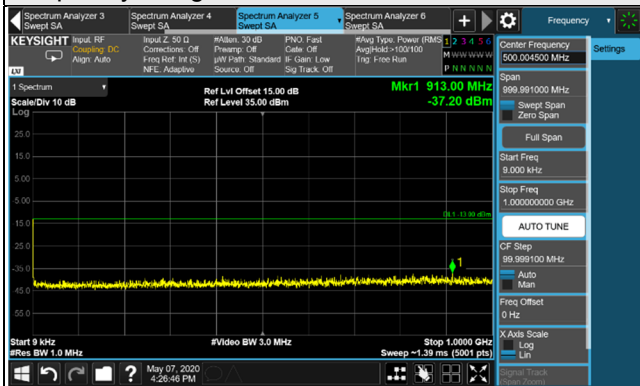 Spectrum Analyzer 3
Swept SA
Spectrum Analyzer 4
Swept SA
Spectrum Analyzer 5
Swept SA
Spectrum Analyzer 6
Swept SA
+
Frequency
KEYSIGHT
Input: RF
Coupling: DC
Align: Auto
Input Z: 50 Ω
Corrections: Off
Freq Ref: Int (S)
NFE: Adaptive
#Atten: 30 dB
Preamp: Off
µW Path: Standard
Source: Off
PNO: Fast
Gate: Off
IF Gain: Low
Sig Track: Off
#Avg Type: Power (RMS
Avg|Hold:>100/100
Trig: Free Run
1 2 3 4 5 6
M W W W W W
P N N N N N
LXI
1 Spectrum
Scale/Div 10 dB
Log
Ref Lvl Offset 15.00 dB
Ref Level 35.00 dBm
Mkr1 913.00 MHz
-37.20 dBm
25.0
15.0
5.00
-5.00
DL1 -13.00 dBm
-15.0
-25.0
-35.0
1
-45.0
-55.0
Start 9 kHz
#Res BW 1.0 MHz
#Video BW 3.0 MHz
Stop 1.0000 GHz
Sweep ~1.39 ms (5001 pts)
Center Frequency
500.004500 MHz
Settings
Span
999.991000 MHz
Swept Span
Zero Span
Full Span
Start Freq
9.000 kHz
Stop Freq
1.000000000 GHz
AUTO TUNE
CF Step
99.999100 MHz
Auto
Man
Freq Offset
0 Hz
X Axis Scale
Log
Lin
Signal Track
(Span Zoom)
?
May 07, 2020
4:26:46 PM